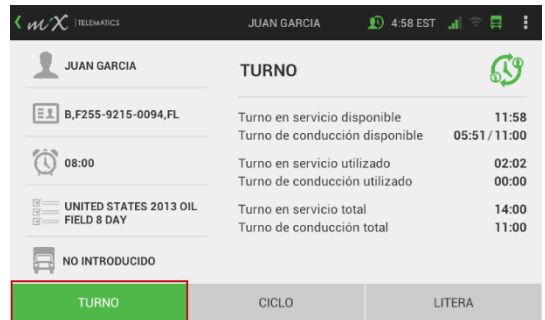 mix TELEMATICS JUAN GARCIA 4:58 EST
JUAN GARCIA
B,F255-9215-0094,FL
08:00
UNITED STATES 2013 OIL
FIELD 8 DAY
NO INTRODUCIDO
TURNO
Turno en servicio disponible 11:58
Turno de conducción disponible 05:51/11:00
Turno en servicio utilizado 02:02
Turno de conducción utilizado 00:00
Turno en servicio total 14:00
Turno de conducción total 11:00
TURNO CICLO LITERA